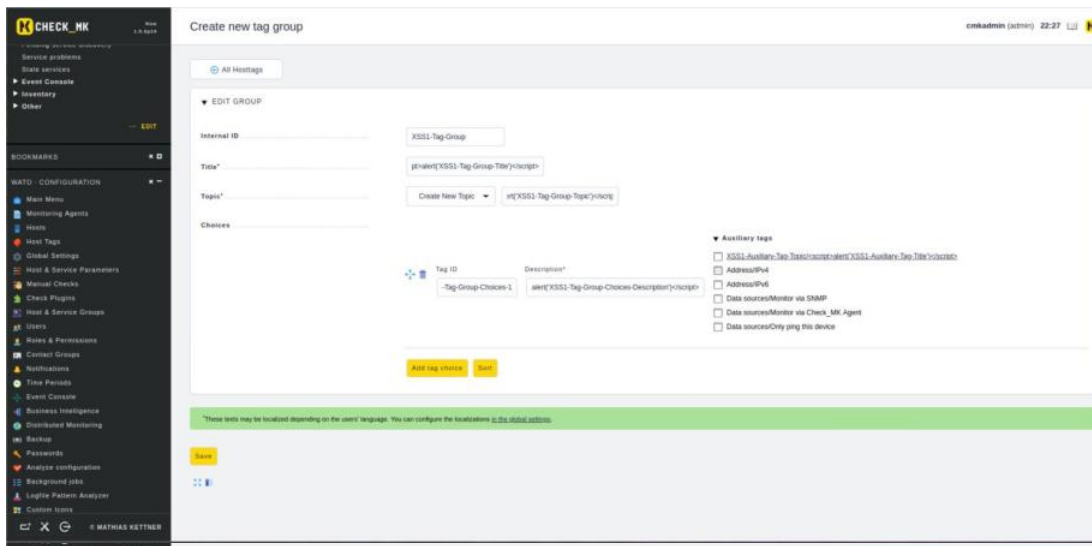 CHECK_MK
Create new tag group
cmkadmin (admin) 22:27
Service problems
Stale services
Event Console
Inventory
Other
EDIT
BOOKMARKS
WATO · CONFIGURATION
Main Menu
Monitoring Agents
Hosts
Host Tags
Global Settings
Host & Service Parameters
Manual Checks
Check Plugins
Host & Service Groups
Users
Roles & Permissions
Contact Groups
Notifications
Time Periods
Event Console
Business Intelligence
Distributed Monitoring
Backup
Passwords
Analyze configuration
Background jobs
Logfile Pattern Analyzer
Custom Icons
© MATHIAS KETTNER
All Hosttags
EDIT GROUP
Internal ID
XSS1-Tag-Group
Title*
pt>alert('XSS1-Tag-Group-Title')</script>
Topic*
Create New Topic
rt('XSS1-Tag-Group-Topic')</scrip
Choices
Tag ID
-Tag-Group-Choices-1
Description*
alert('XSS1-Tag-Group-Choices-Description')</script>
Auxiliary tags
XSS1-Auxiliary-Tag-Topic/<script>alert('XSS1-Auxiliary-Tag-Title')</script>
Address/IPv4
Address/IPv6
Data sources/Monitor via SNMP
Data sources/Monitor via Check_MK Agent
Data sources/Only ping this device
Add tag choice
Sort
*These texts may be localized depending on the users' language. You can configure the localizations in the global settings.
Save